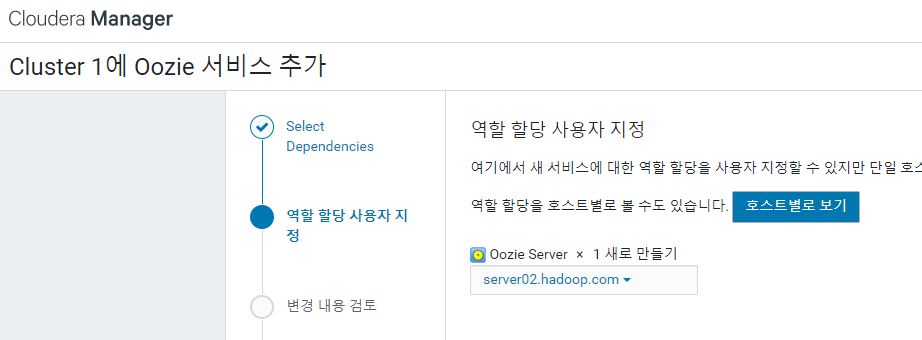 Cloudera Manager
Cluster 1에 Oozie 서비스 추가
Select
Dependencies
역할 할당 사용자 지
정
변경 내용 검토
역할 할당 사용자 지정
여기에서 새 서비스에 대한 역할 할당을 사용자 지정할 수 있지만 단일 호스
역할 할당을 호스트별로 볼 수도 있습니다. 호스트별로 보기
Oozie Server × 1 새로 만들기
server02.hadoop.com